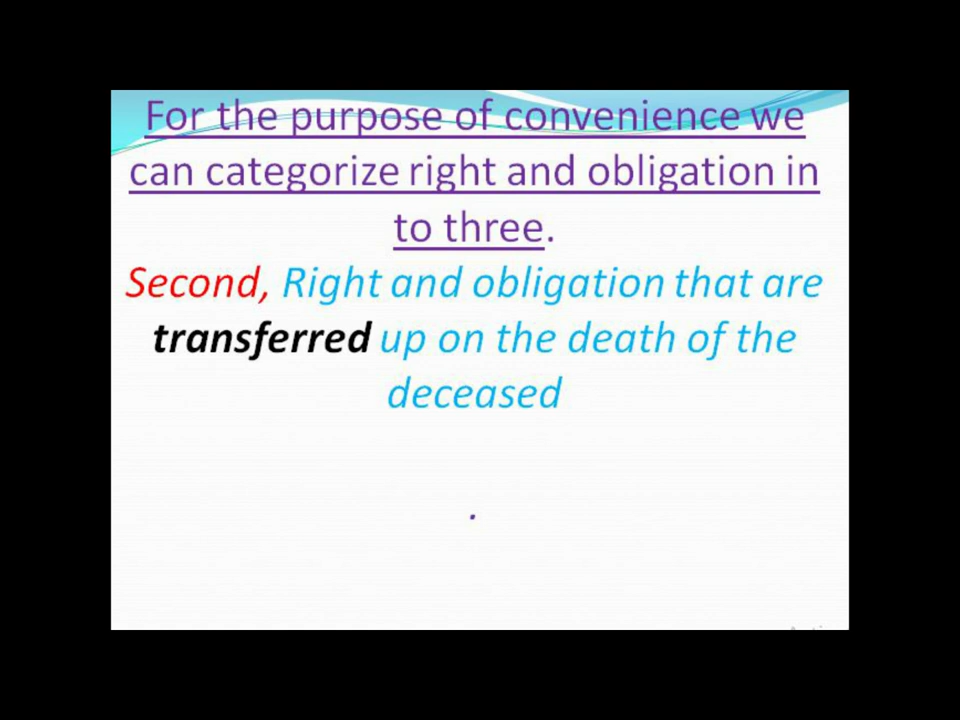 For the purpose of convenience we
can categorize right and obligation in
to three.
Second, Right and obligation that are
transferred up on the death of the
deceased
.